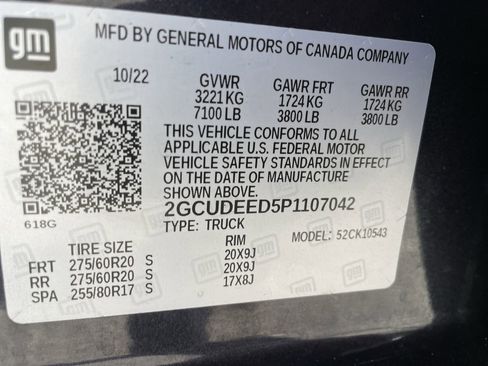 gm
MFD BY GENERAL MOTORS OF CANADA COMPANY
10/22 GVWR GAWR FRT GAWR RR
3221 KG 1724 KG 1724 KG
7100 LB 3800 LB 3800 LB
THIS VEHICLE CONFORMS TO ALL
APPLICABLE U.S. FEDERAL MOTOR
VEHICLE SAFETY STANDARDS IN EFFECT
ON THE DATE OF MANUFACTURE
SHOWN ABOVE.
2GCUDEED5P1107042
618G
TYPE: TRUCK MODEL: 52CK10543
TIRE SIZE RIM
FRT 275/60R20 S 20X9J
RR 275/60R20 S 20X9J
SPA 255/80R17 S 17X8J